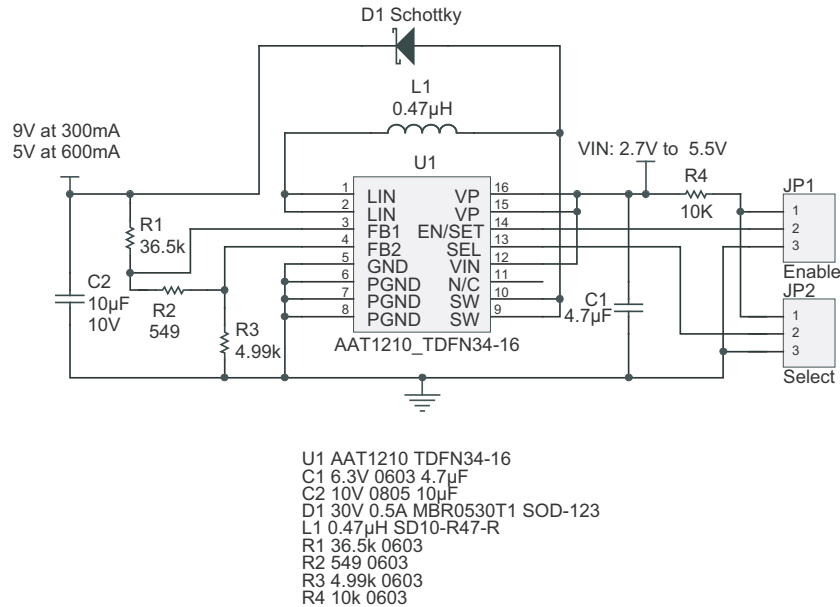 D1 Schottky
L1
0.47µH
9V at 300mA
5V at 600mA
VIN: 2.7V to 5.5V
U1
R4
10K
JP1
1
2
3
Enable
JP2
1
2
3
Select
1 LIN VP 16
2 LIN VP 15
3 FB1 EN/SET 14
4 FB2 SEL 13
5 GND VIN 12
6 PGND N/C 11
7 PGND SW 10
8 PGND SW 9
AAT1210_TDFN34-16
R1
36.5k
C2
10µF
10V
R2
549
R3
4.99k
C1
4.7µF
U1 AAT1210 TDFN34-16
C1 6.3V 0603 4.7µF
C2 10V 0805 10µF
D1 30V 0.5A MBR0530T1 SOD-123
L1 0.47µH SD10-R47-R
R1 36.5k 0603
R2 549 0603
R3 4.99k 0603
R4 10k 0603